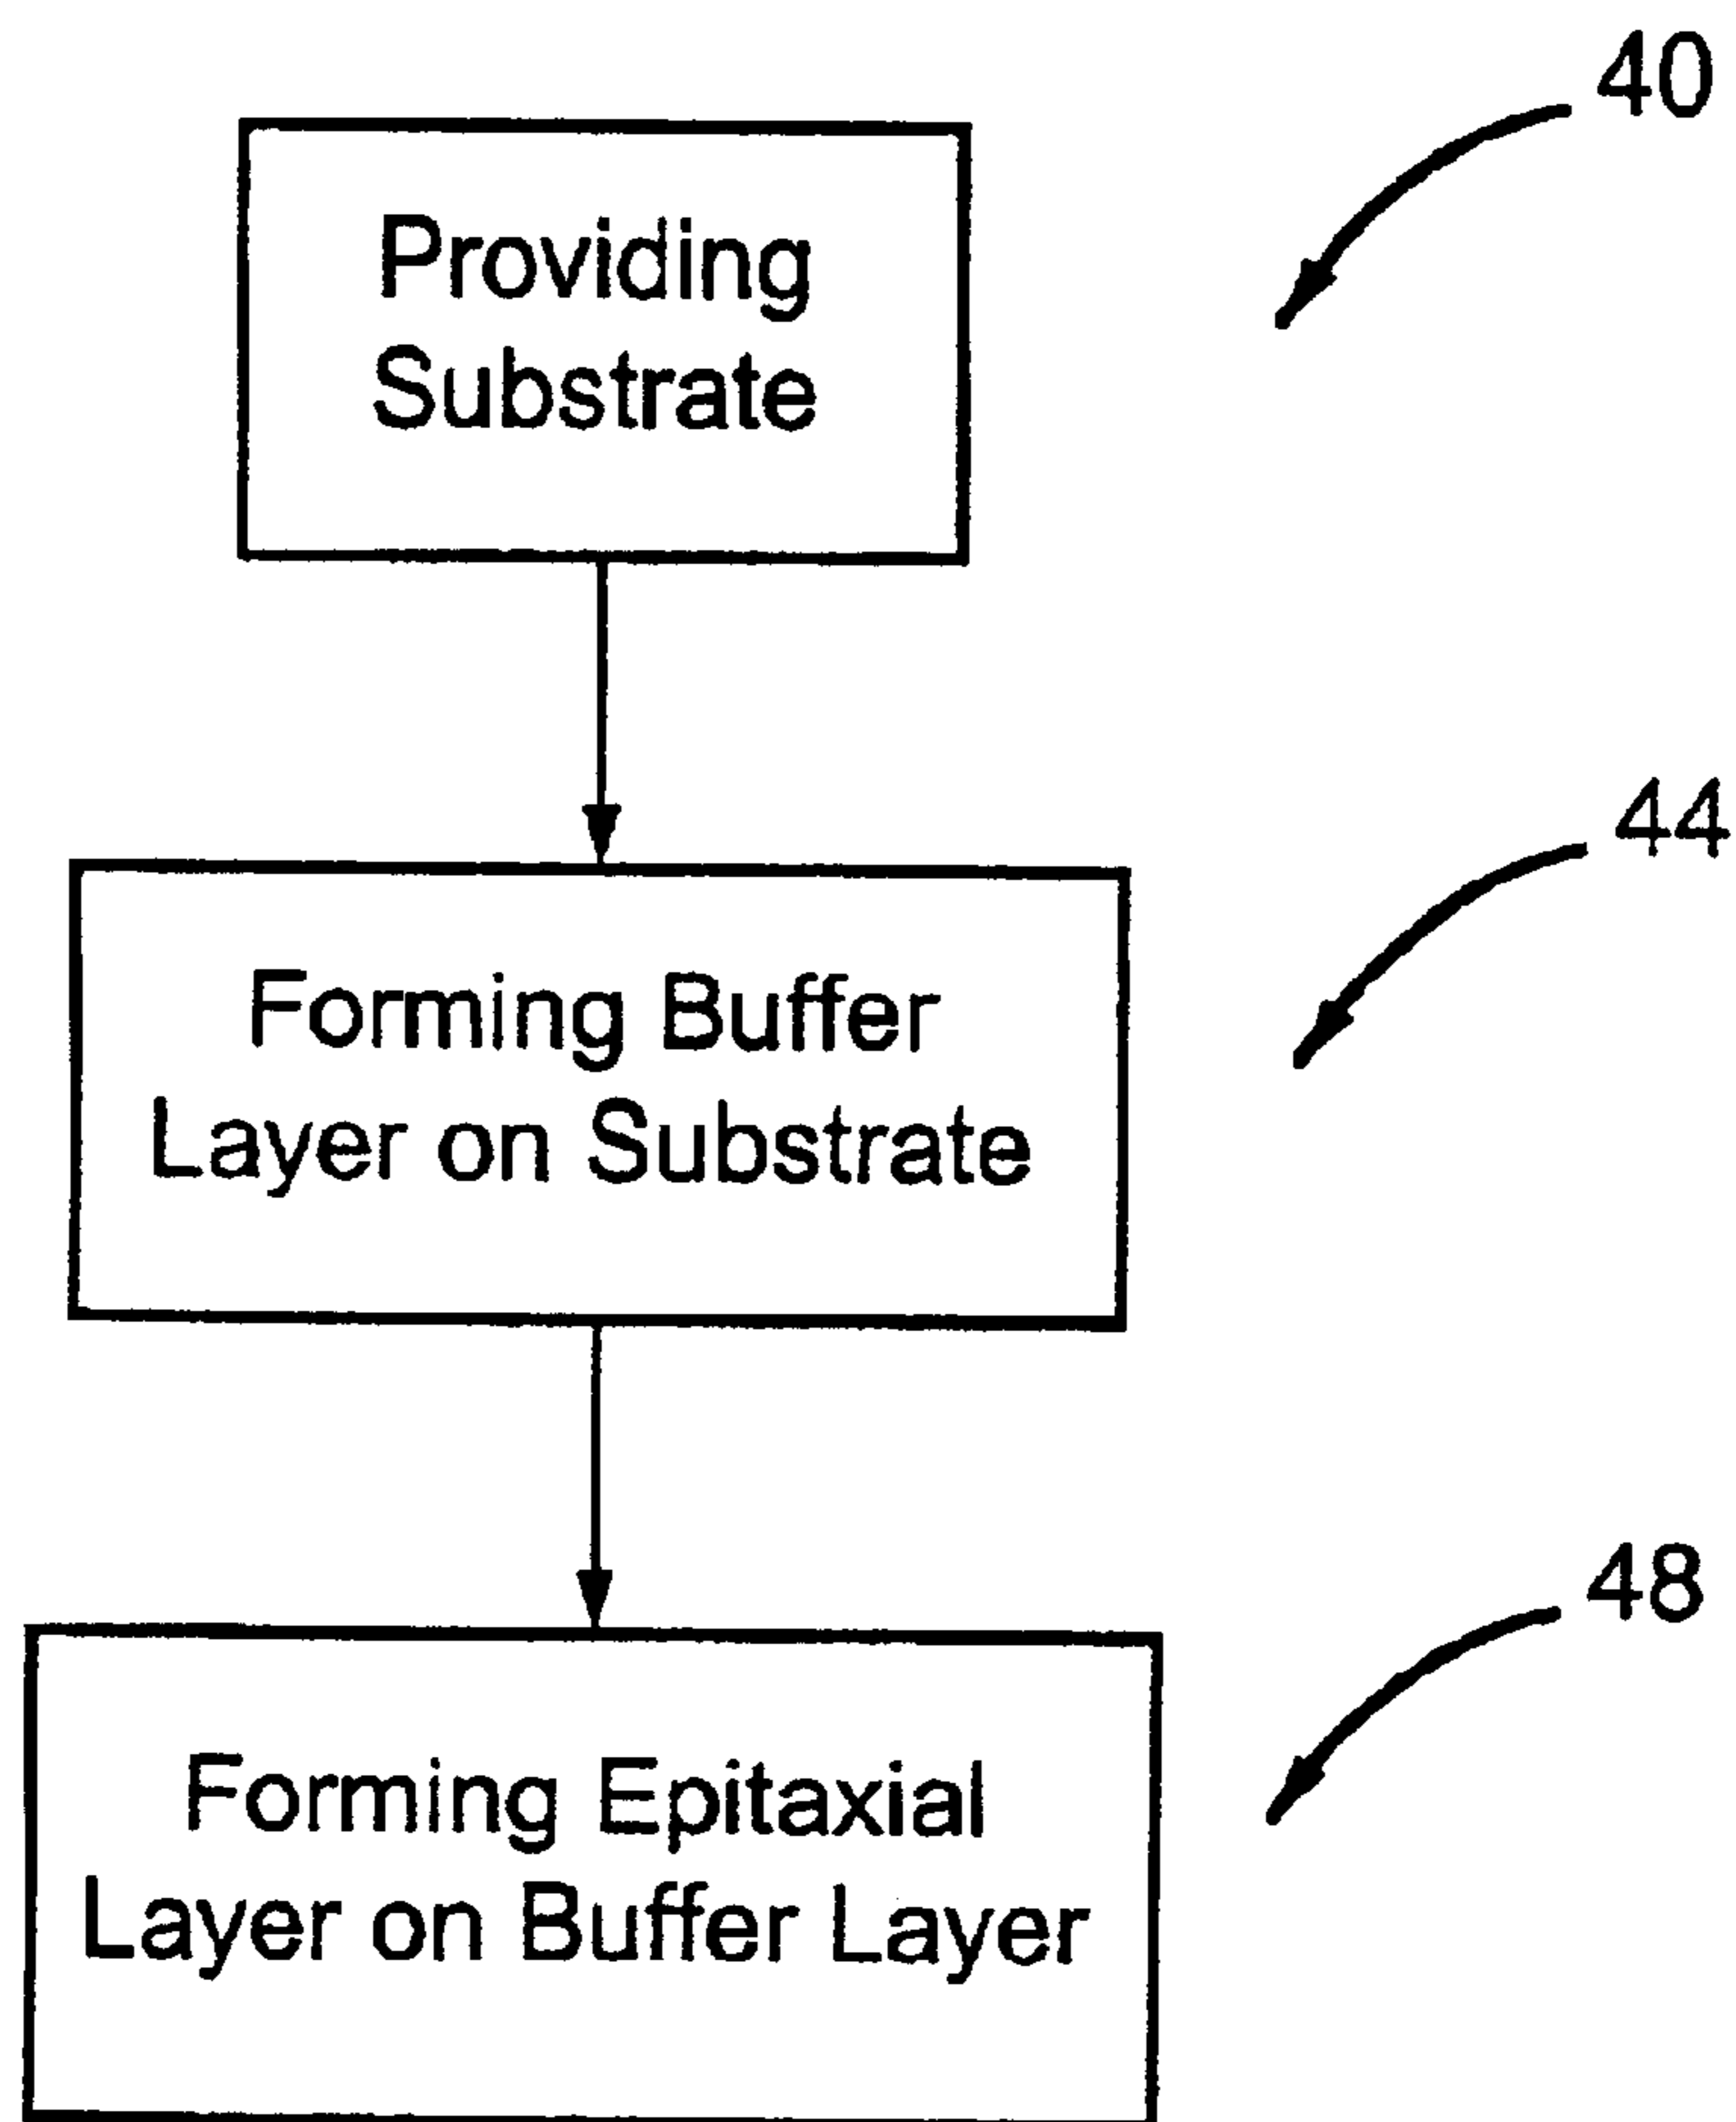 40
Providing
Substrate
44
Forming Buffer
Layer on Substrate
48
Forming Epitaxial
Layer on Buffer Layer